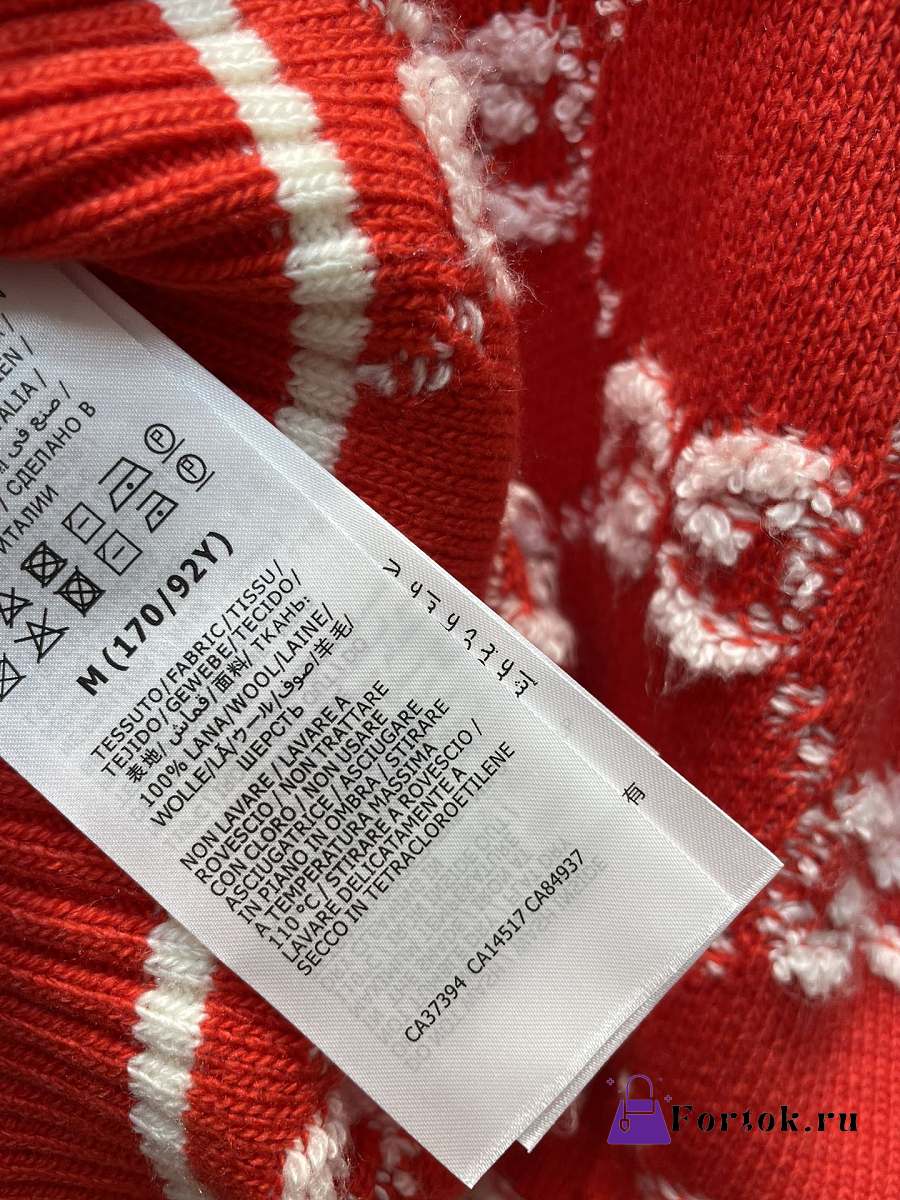 TALIA /
صنع في
/ СДЕЛАНО В
ИТАЛИИ
P
P
M (170/92Y)
TESSUTO/FABRIC/TISSU/
TEJIDO/GEWEBE/TECIDO/
表地/قماش/面料/ ТКАНЬ:
100% LANA/WOOL/LAINE/
WOLLE/LÃ/ウール/صوف/羊毛/
ШЕРСТЬ
NON LAVARE / LAVARE A
ROVESCIO / NON TRATTARE
CON CLORO / NON USARE
ASCIUGATRICE / ASCIUGARE
IN PIANO IN OMBRA / STIRARE
A TEMPERATURA MASSIMA
110 °C / STIRARE A ROVESCIO /
LAVARE DELICATAMENTE A
SECCO IN TETRACLOROETILENE
CA37394 CA14517 CA84937
有
Fortok.ru